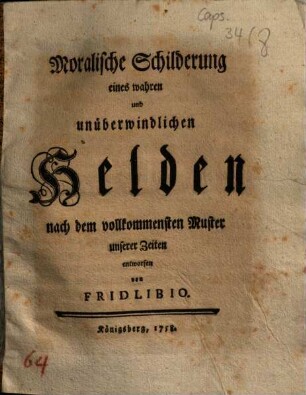 Caps.
34 (8
Moralische Schilderung
eines wahren
und
unüberwindlichen
Helden
nach dem vollkommensten Muster
unserer Zeiten
entworfen
von
FRIDLIBIO.
Königsberg, 1758.
64